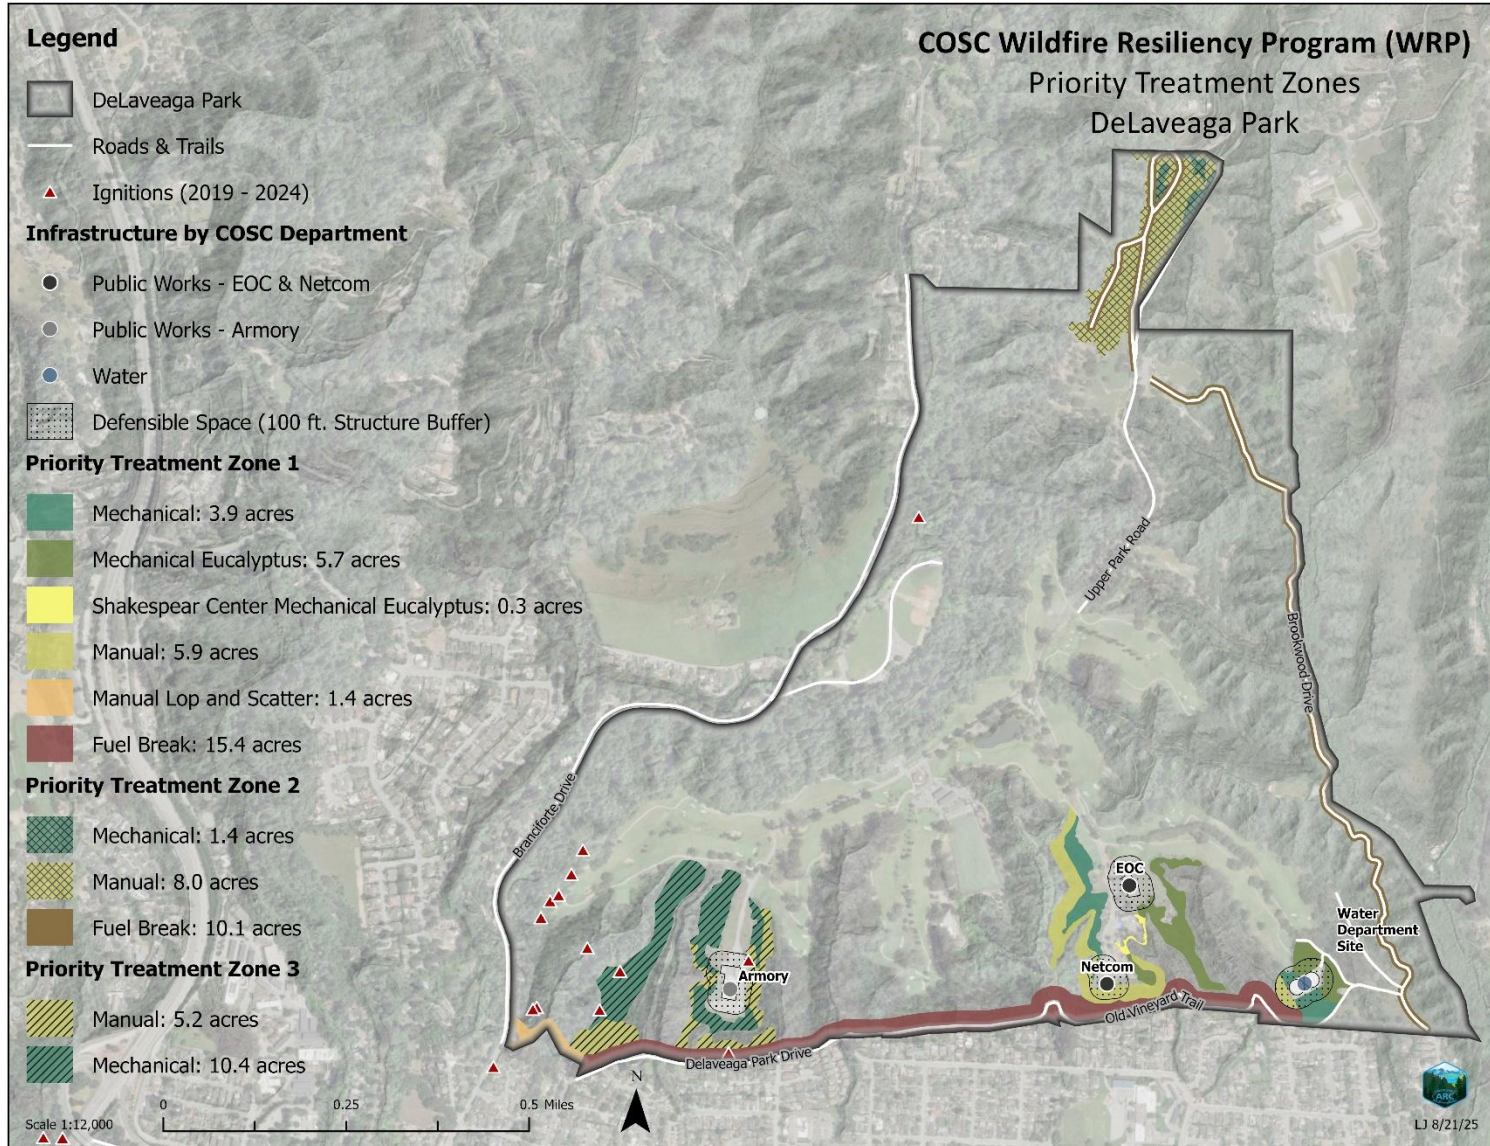 COSC Wildfire Resiliency Program (WRP)
Priority Treatment Zones
DeLaveaga Park
Legend
DeLaveaga Park
Roads & Trails
Ignitions (2019 - 2024)
Infrastructure by COSC Department
Public Works - EOC & Netcom
Public Works - Armory
Water
Defensible Space (100 ft. Structure Buffer)
Priority Treatment Zone 1
Mechanical: 3.9 acres
Mechanical Eucalyptus: 5.7 acres
Shakespear Center Mechanical Eucalyptus: 0.3 acres
Manual: 5.9 acres
Manual Lop and Scatter: 1.4 acres
Fuel Break: 15.4 acres
Priority Treatment Zone 2
Mechanical: 1.4 acres
Manual: 8.0 acres
Fuel Break: 10.1 acres
Priority Treatment Zone 3
Manual: 5.2 acres
Mechanical: 10.4 acres
Upper Park Road
Brookwood Drive
Branciforte Drive
EOC
Water
Department
Site
Netcom
Armory
Old Vineyard Trail
Delaveaga Park Drive
N
0 0.25 0.5 Miles
Scale 1:12,000
ARC
LJ 8/21/25